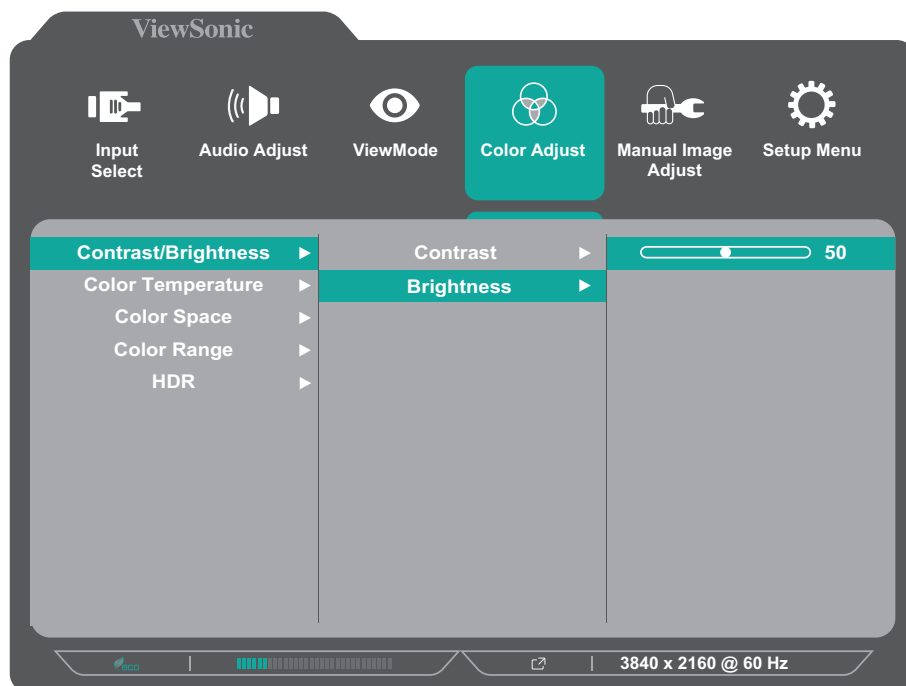 ViewSonic
Input
Select
Audio Adjust
ViewMode
Color Adjust
Manual Image
Adjust
Setup Menu
Contrast/Brightness
Contrast
50
Color Temperature
Brightness
Color Space
Color Range
HDR
eco
3840 x 2160 @ 60 Hz